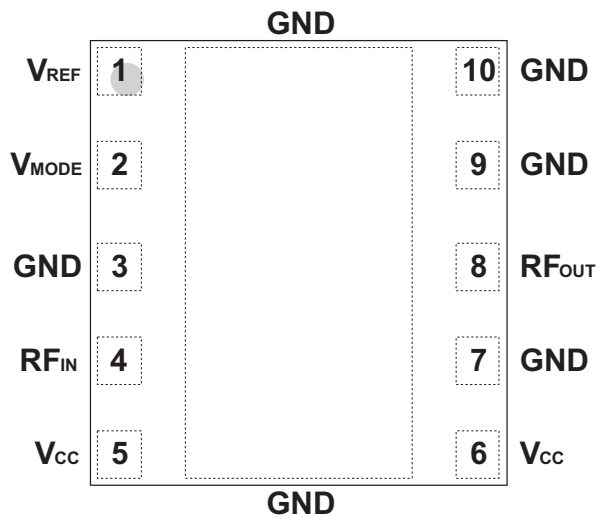 GND
VREF 1 10 GND
VMODE 2 9 GND
GND 3 8 RFOUT
RFIN 4 7 GND
VCC 5 6 VCC
GND